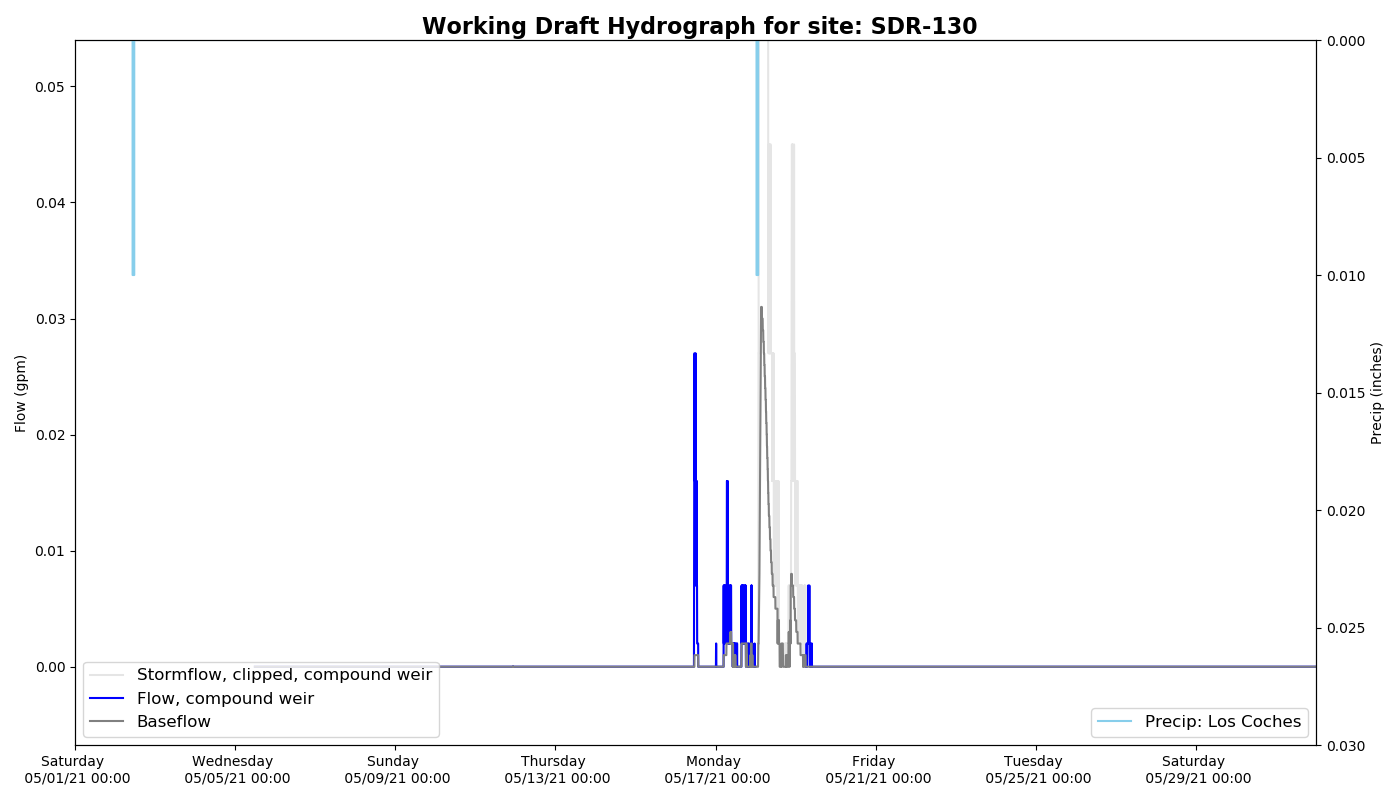 Working Draft Hydrograph for site: SDR-130
0.05
0.04
0.03
0.02
0.01
0.00
Flow (gpm)
0.000
0.005
0.010
0.015
0.020
0.025
0.030
Precip (inches)
Stormflow, clipped, compound weir
Flow, compound weir
Baseflow
Precip: Los Coches
Saturday
05/01/21 00:00
Wednesday
05/05/21 00:00
Sunday
05/09/21 00:00
Thursday
05/13/21 00:00
Monday
05/17/21 00:00
Friday
05/21/21 00:00
Tuesday
05/25/21 00:00
Saturday
05/29/21 00:00